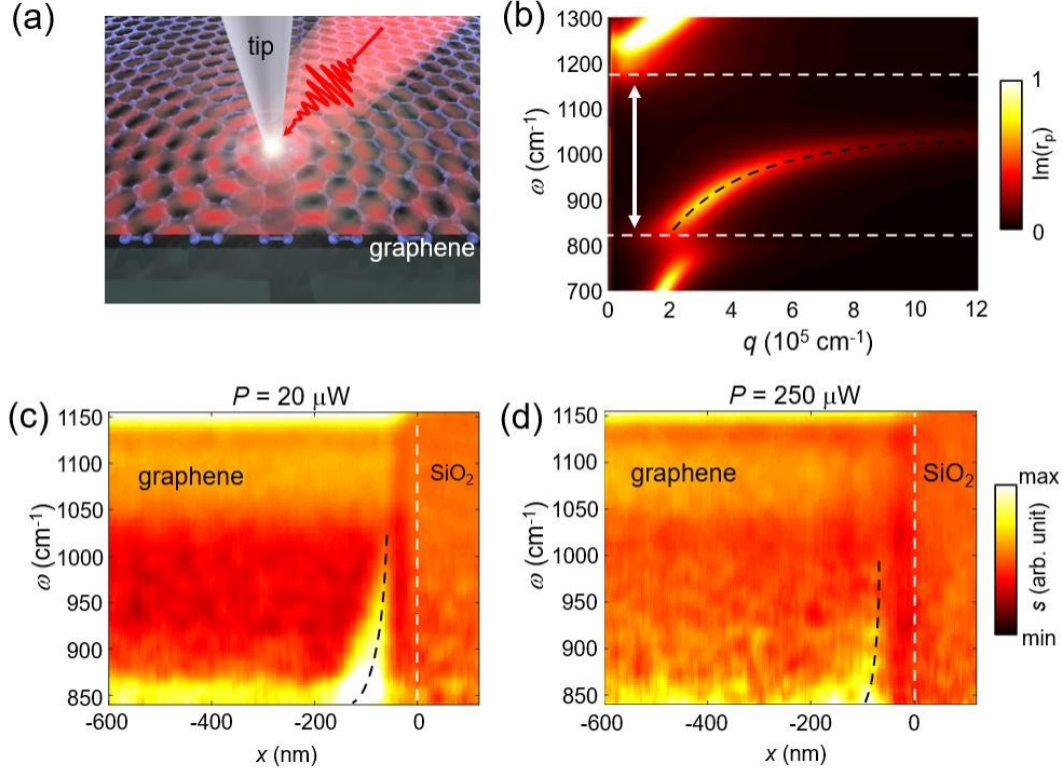 (a)
tip
graphene
(b)
1300
1200
1100
1000
900
800
700
ω (cm⁻¹)
0
2
4
6
8
10
12
q (10⁵ cm⁻¹)
1
0
Im(rₚ)
(c)
P = 20 μW
1150
1100
1050
1000
950
900
850
ω (cm⁻¹)
graphene
SiO₂
-600
-400
-200
0
x (nm)
(d)
P = 250 μW
1150
1100
1050
1000
950
900
850
ω (cm⁻¹)
graphene
SiO₂
-600
-400
-200
0
x (nm)
max
min
s (arb. unit)